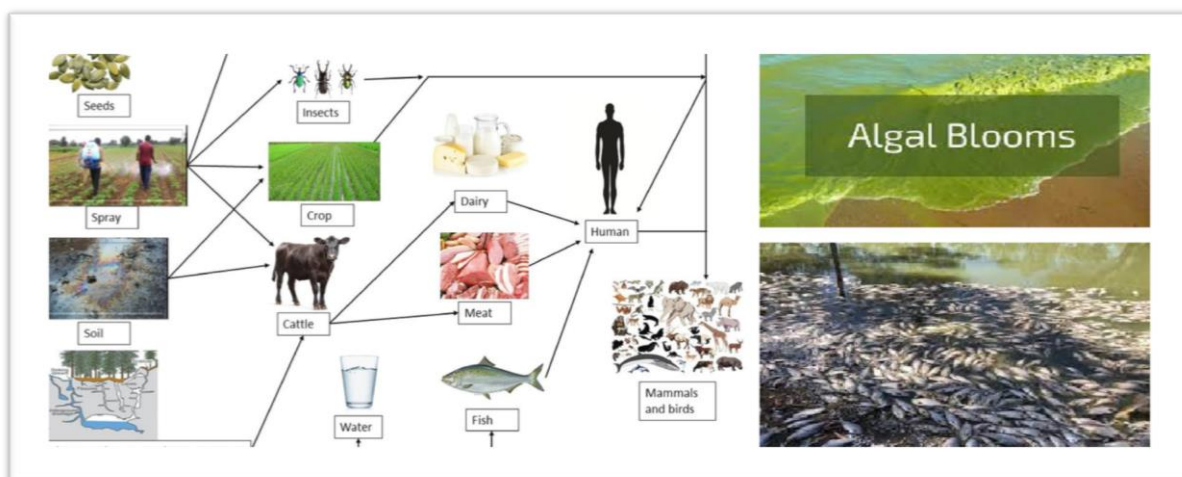 Seeds
Insects
Algal Blooms
Spray
Crop
Dairy
Human
Soil
Cattle
Meat
Mammals
and birds
Water
Fish